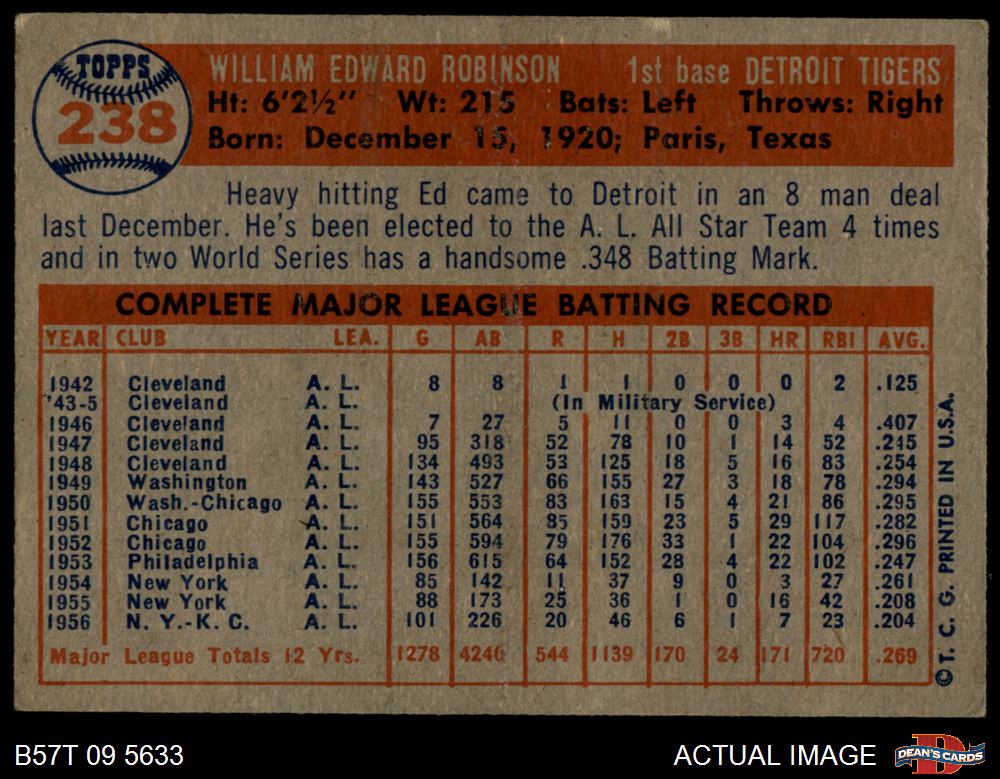 TOPPS
238
WILLIAM EDWARD ROBINSON 1st base DETROIT TIGERS
Ht: 6'2½" Wt: 215 Bats: Left Throws: Right
Born: December 15, 1920; Paris, Texas
Heavy hitting Ed came to Detroit in an 8 man deal
last December. He's been elected to the A. L. All Star Team 4 times
and in two World Series has a handsome .348 Batting Mark.
COMPLETE MAJOR LEAGUE BATTING RECORD
YEAR CLUB LEA. G AB R H 2B 3B HR RBI AVG.
1942 Cleveland A. L. 8 8 1 1 0 0 0 2 .125
'43-5 Cleveland A. L. (In Military Service)
1946 Cleveland A. L. 7 27 5 11 0 0 3 4 .407
1947 Cleveland A. L. 95 318 52 78 10 1 14 52 .245
1948 Cleveland A. L. 134 493 53 125 18 5 16 83 .254
1949 Washington A. L. 143 527 66 155 27 3 18 78 .294
1950 Wash.-Chicago A. L. 155 553 83 163 15 4 21 86 .295
1951 Chicago A. L. 151 564 85 159 23 5 29 117 .282
1952 Chicago A. L. 155 594 79 176 33 1 22 104 .296
1953 Philadelphia A. L. 156 615 64 152 28 4 22 102 .247
1954 New York A. L. 85 142 11 37 9 0 3 27 .261
1955 New York A. L. 88 173 25 36 1 0 16 42 .208
1956 N. Y.-K. C. A. L. 101 226 20 46 6 1 7 23 .204
Major League Totals 12 Yrs. 1278 4240 544 1139 170 24 171 720 .269
©T. C. G. PRINTED IN U.S.A.
B57T 09 5633
ACTUAL IMAGE
D
DEAN'S CARDS